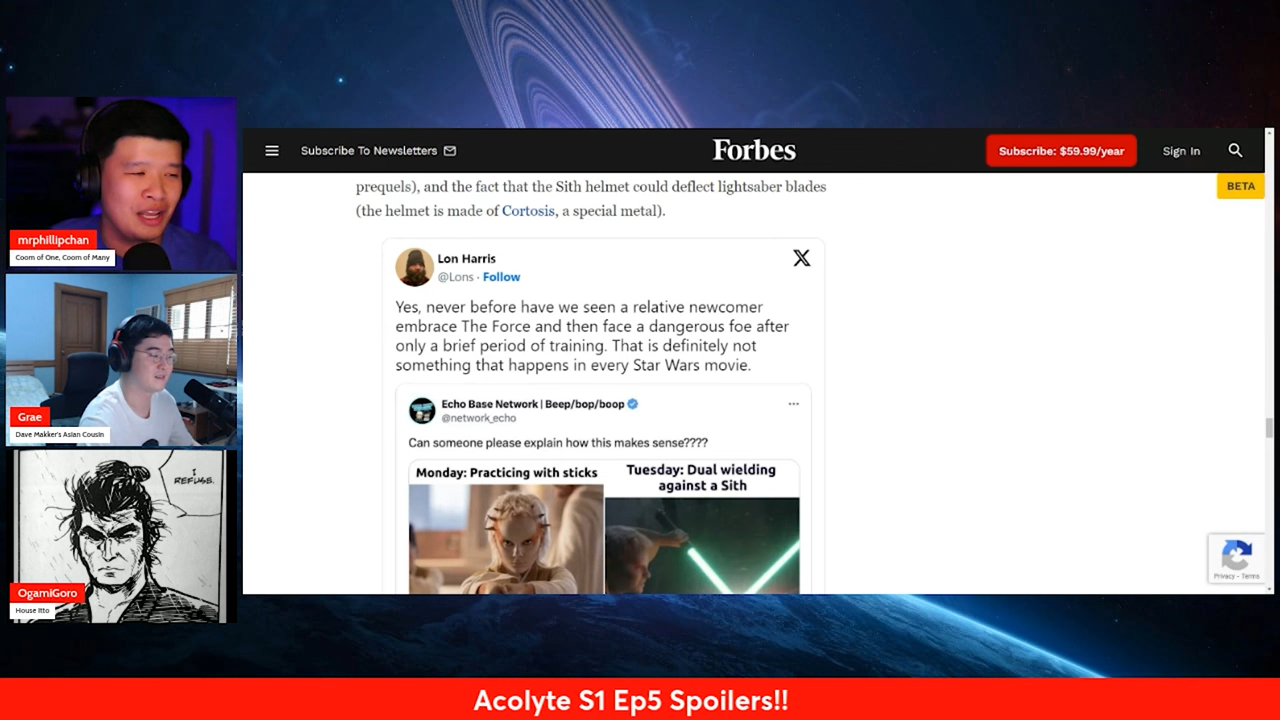 mrphillipchan
Coom of One, Coom of Many
Grae
Dave Makker's Asian Cousin
I
REFUSE.
OgamiGoro
House Itto
Subscribe To Newsletters
Forbes
Subscribe: $59.99/year
Sign In
BETA
prequels), and the fact that the Sith helmet could deflect lightsaber blades
(the helmet is made of Cortosis, a special metal).
Lon Harris
@Lons · Follow
Yes, never before have we seen a relative newcomer
embrace The Force and then face a dangerous foe after
only a brief period of training. That is definitely not
something that happens in every Star Wars movie.
Echo Base Network | Beep/bop/boop
@network_echo
Can someone please explain how this makes sense????
Monday: Practicing with sticks
Tuesday: Dual wielding
against a Sith
Privacy - Terms
Acolyte S1 Ep5 Spoilers!!